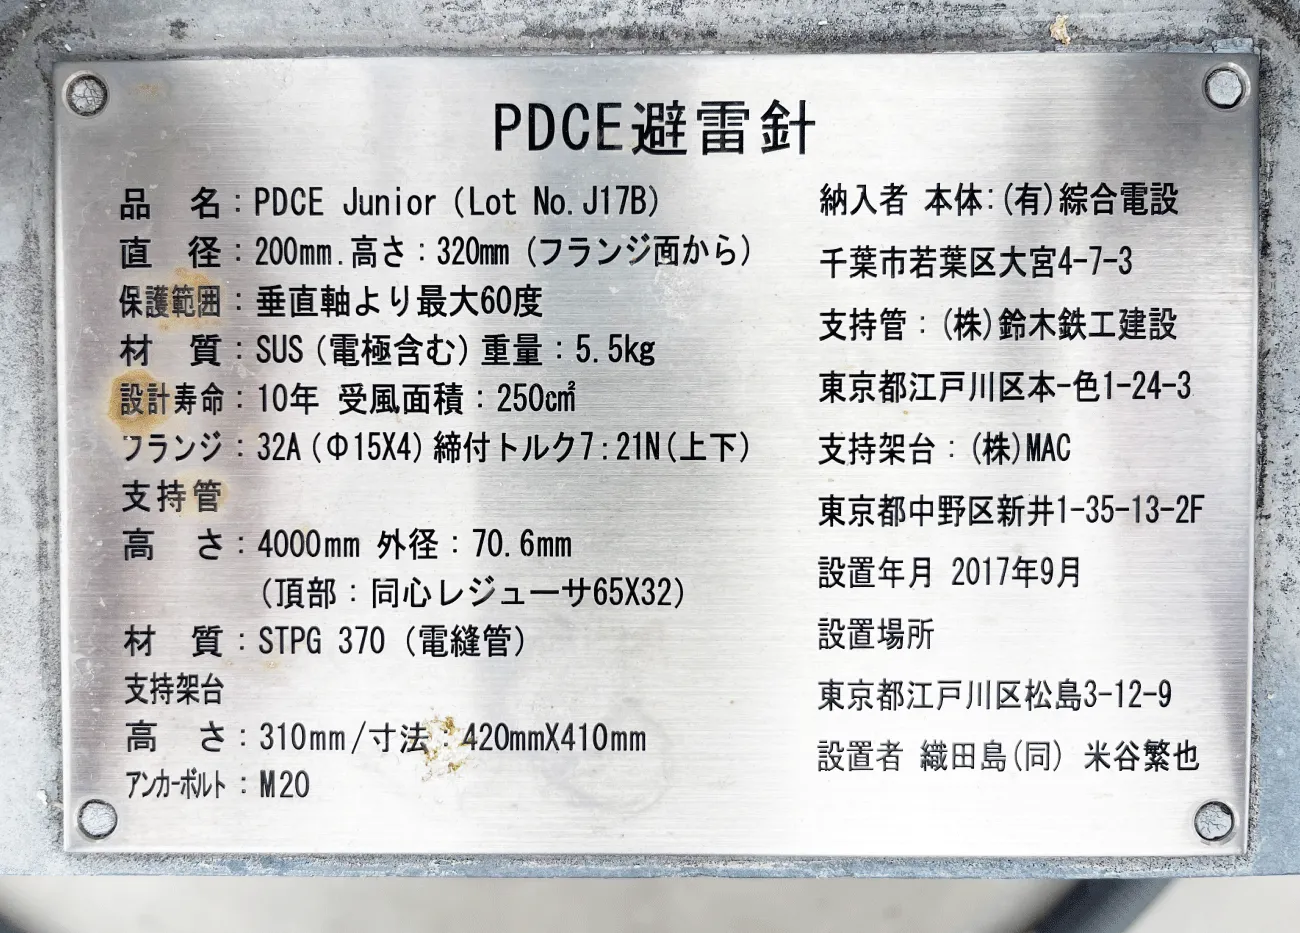 PDCE避雷針
品　名：PDCE Junior (Lot No.J17B)
直　径：200mm.高さ：320mm (フランジ面から)
保護範囲：垂直軸より最大60度
材　質：SUS (電極含む) 重量：5.5kg
設計寿命：10年 受風面積：250c㎡
フランジ：32A (Φ15X4) 締付トルク7:21N(上下)
支持管
高　さ：4000mm 外径：70.6mm
(頂部：同心レジューサ65X32)
材　質：STPG 370 (電縫管)
支持架台
高　さ：310mm/寸法：420mmX410mm
アンカーボルト：M20
納入者 本体:(有)綜合電設
千葉市若葉区大宮4-7-3
支持管：(株)鈴木鉄工建設
東京都江戸川区本一色1-24-3
支持架台：(株)MAC
東京都中野区新井1-35-13-2F
設置年月 2017年9月
設置場所
東京都江戸川区松島3-12-9
設置者 織田島(同) 米谷繁也